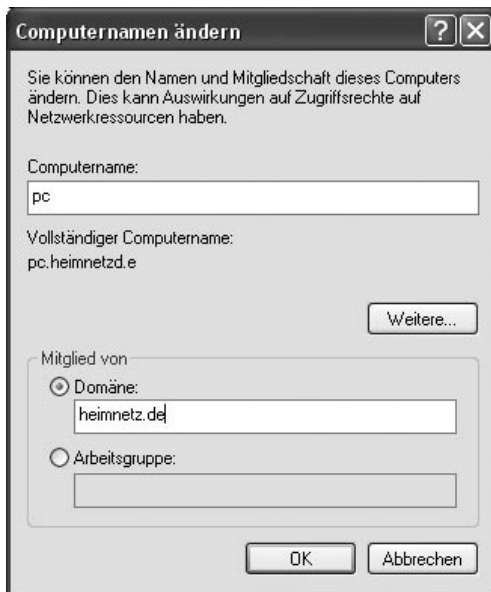 Computernamen ändern
Sie können den Namen und Mitgliedschaft dieses Computers
ändern. Dies kann Auswirkungen auf Zugriffsrechte auf
Netzwerkressourcen haben.
Computername:
pc
Vollständiger Computername:
pc.heimnetzd.e
Weitere...
Mitglied von
Domäne:
heimnetz.de
Arbeitsgruppe:
OK
Abbrechen